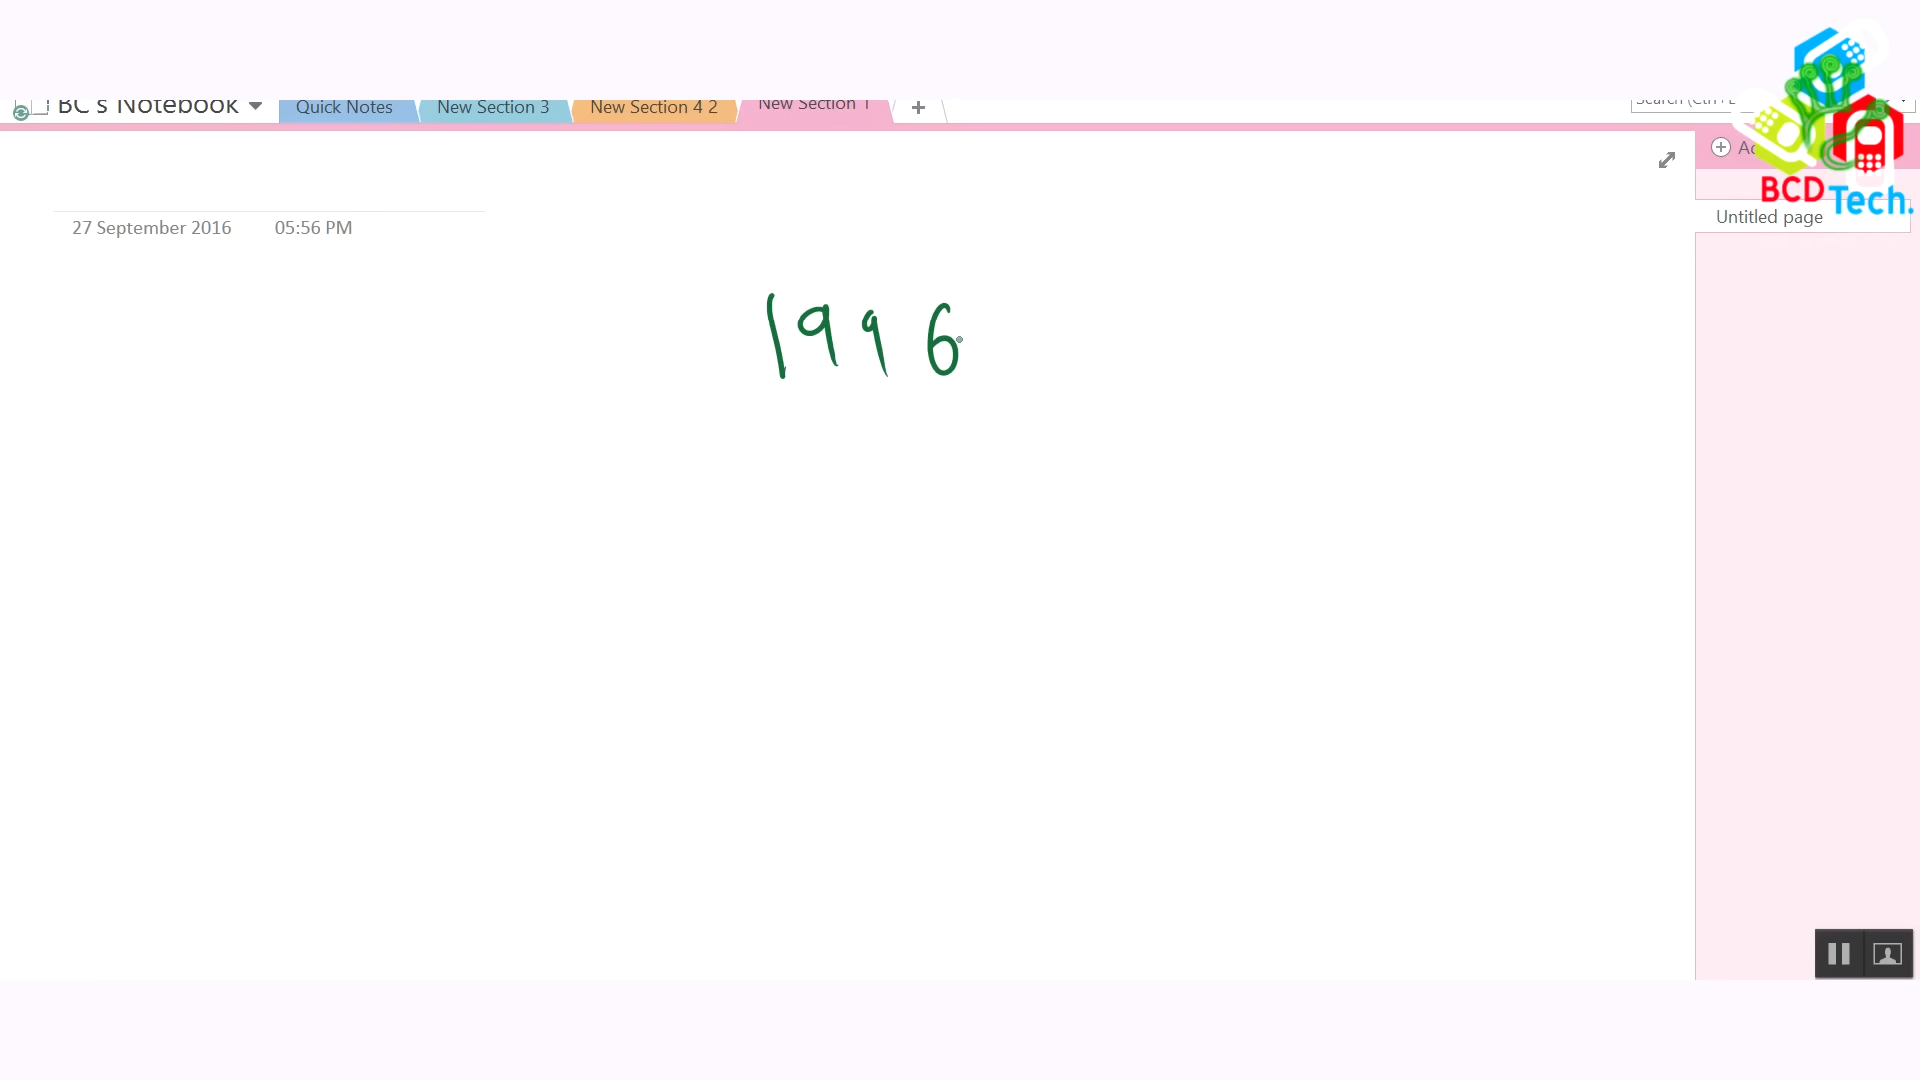 BC's Notebook
Quick Notes
New Section 3
New Section 4 2
New Section 1
BCD Tech.
Untitled page
27 September 2016 05:56 PM
1996